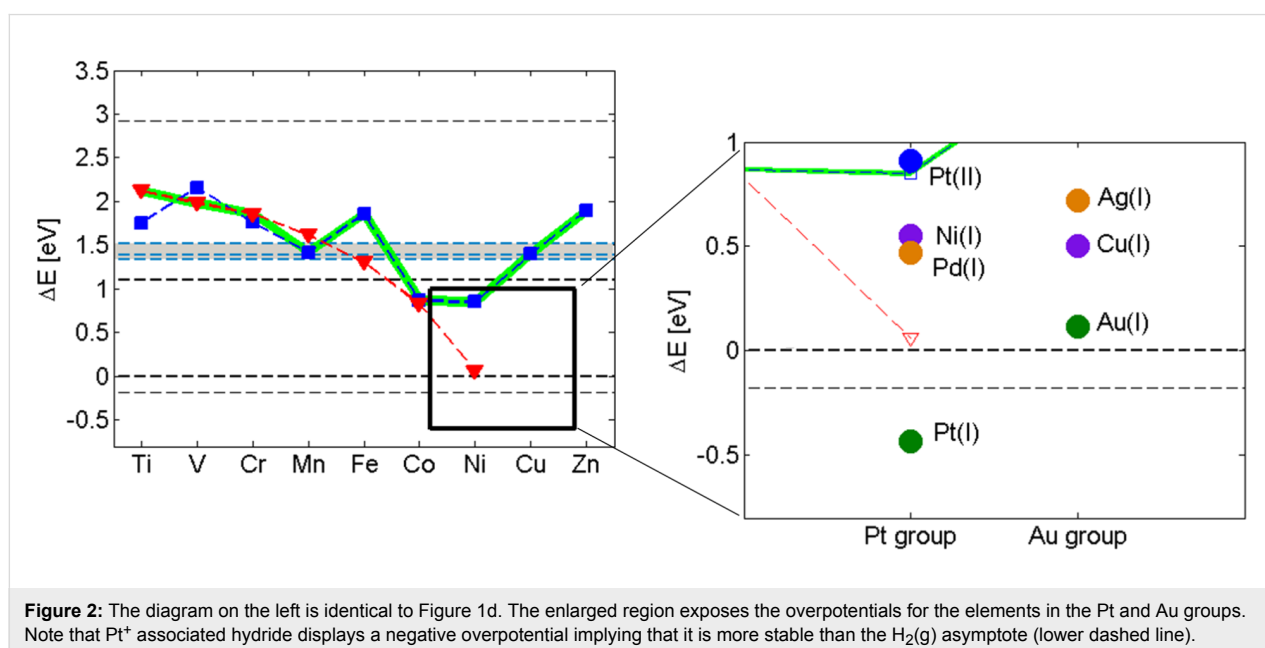 3.5
3
2.5
2
1.5
1
0.5
0
-0.5
ΔE [eV]
Ti V Cr Mn Fe Co Ni Cu Zn
1
0.5
0
-0.5
ΔE [eV]
Pt(II)
Ag(I)
Ni(I)
Cu(I)
Pd(I)
Au(I)
Pt(I)
Pt group Au group
Figure 2: The diagram on the left is identical to Figure 1d. The enlarged region exposes the overpotentials for the elements in the Pt and Au groups.
Note that Pt⁺ associated hydride displays a negative overpotential implying that it is more stable than the H₂(g) asymptote (lower dashed line).